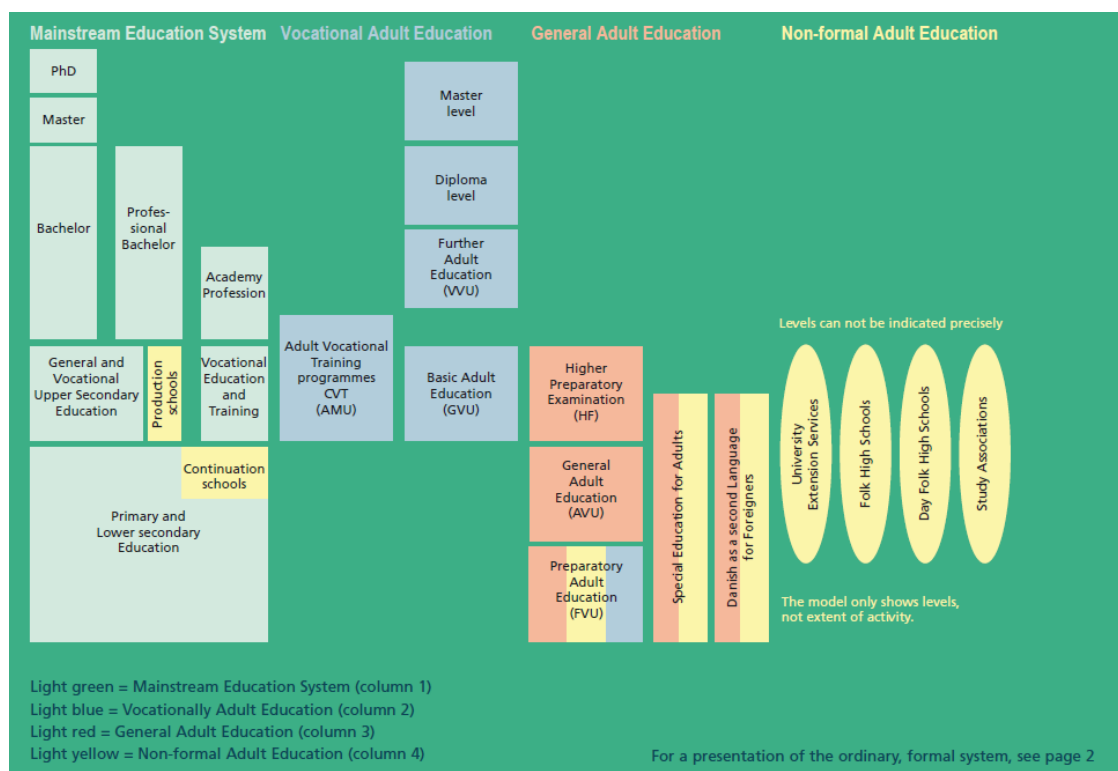 Mainstream Education System
Vocational Adult Education
General Adult Education
Non-formal Adult Education
PhD
Master
Bachelor
Profes-
sional
Bachelor
Academy
Profession
General and
Vocational
Upper Secondary
Education
Production
schools
Vocational
Education
and
Training
Continuation
schools
Primary and
Lower secondary
Education
Master
level
Diploma
level
Further
Adult
Education
(VVU)
Adult Vocational
Training
programmes
CVT
(AMU)
Basic Adult
Education
(GVU)
Higher
Preparatory
Examination
(HF)
General
Adult
Education
(AVU)
Preparatory
Adult
Education
(FVU)
Special Education for Adults
Danish as a second Language
for Foreigners
Levels can not be indicated precisely
University
Extension Services
Folk High Schools
Day Folk High Schools
Study Associations
The model only shows levels,
not extent of activity.
Light green = Mainstream Education System (column 1)
Light blue = Vocationally Adult Education (column 2)
Light red = General Adult Education (column 3)
Light yellow = Non-formal Adult Education (column 4)
For a presentation of the ordinary, formal system, see page 2